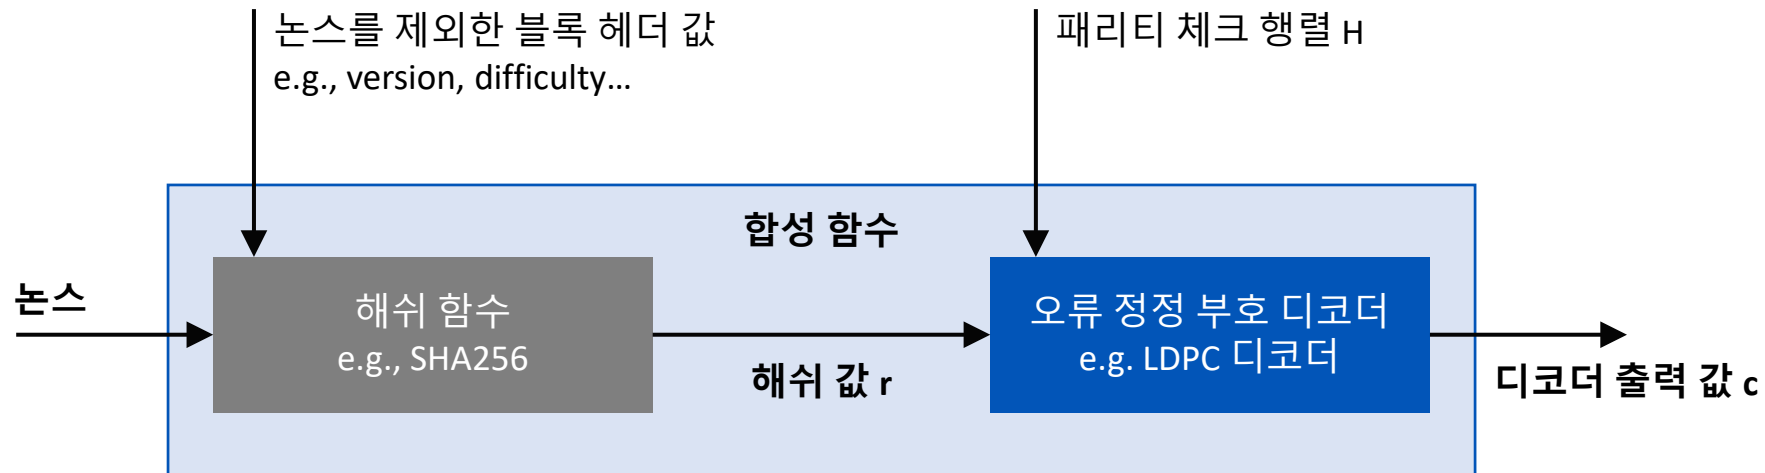 논스를 제외한 블록 헤더 값
e.g., version, difficulty…
패리티 체크 행렬 H
합성 함수
논스
해쉬 함수
e.g., SHA256
해쉬 값 r
오류 정정 부호 디코더
e.g. LDPC 디코더
디코더 출력 값 c